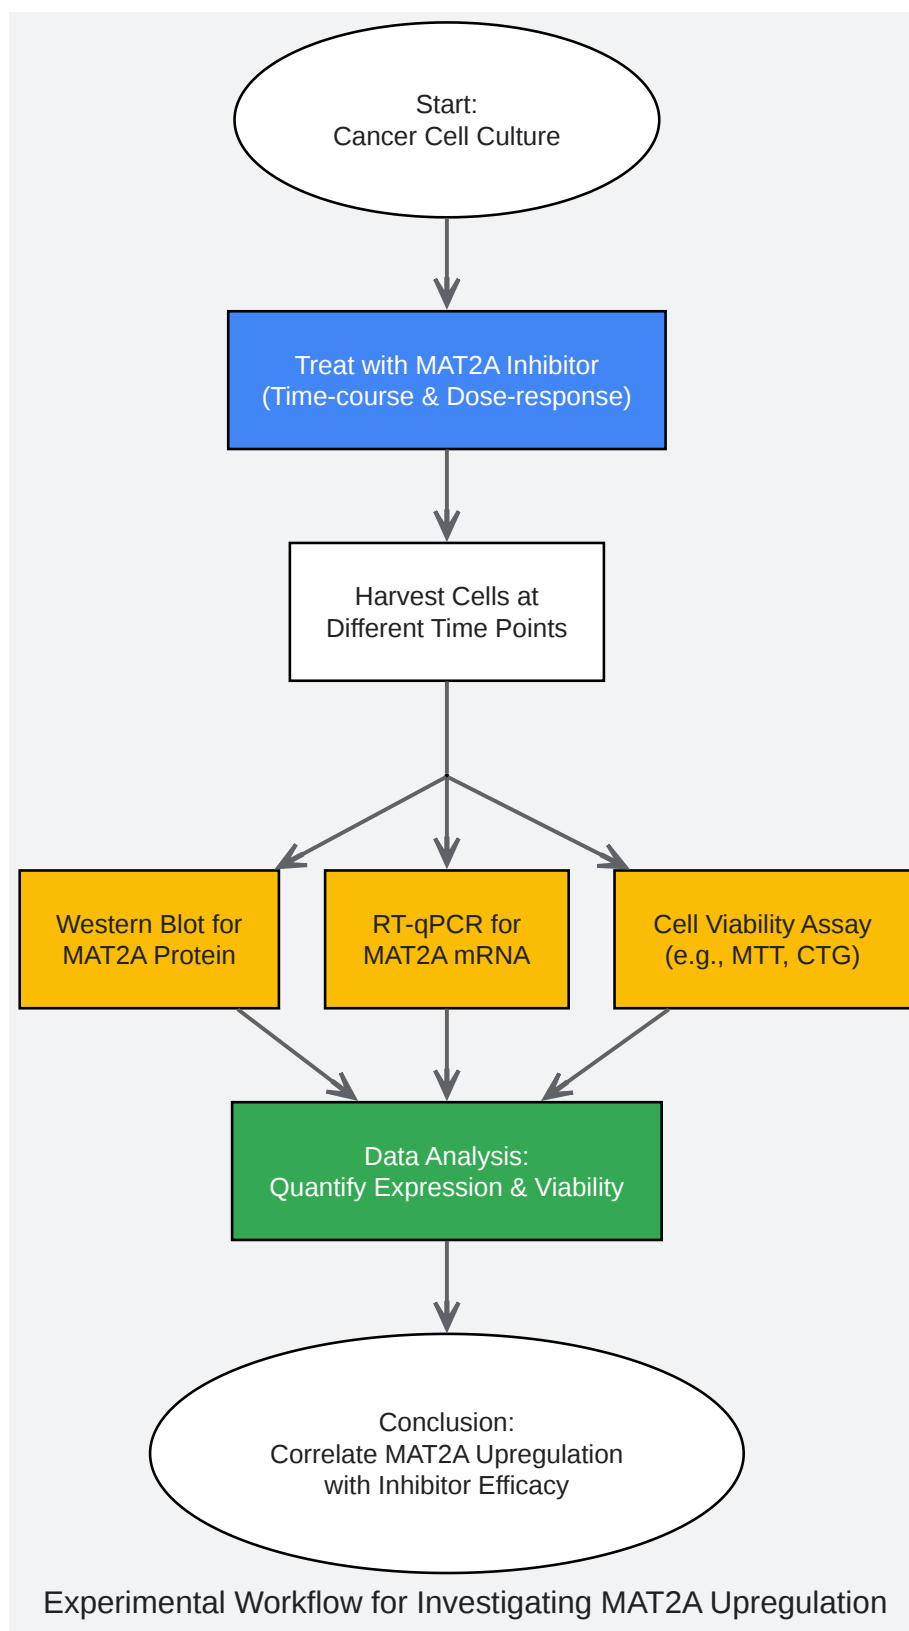 Start:
Cancer Cell Culture
Treat with MAT2A Inhibitor
(Time-course & Dose-response)
Harvest Cells at
Different Time Points
Western Blot for
MAT2A Protein
RT-qPCR for
MAT2A mRNA
Cell Viability Assay
(e.g., MTT, CTG)
Data Analysis:
Quantify Expression & Viability
Conclusion:
Correlate MAT2A Upregulation
with Inhibitor Efficacy
Experimental Workflow for Investigating MAT2A Upregulation